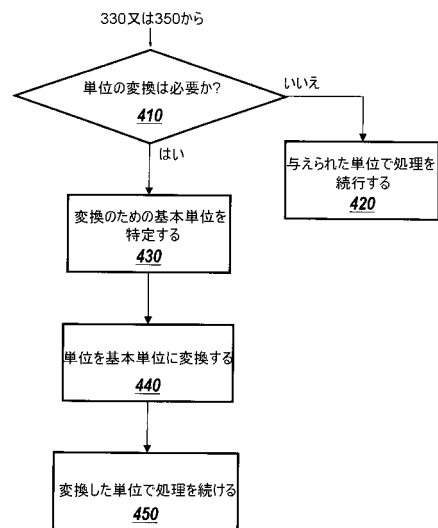 330又は350から
単位の変換は必要か?
410
いいえ
はい
与えられた単位で処理を
続行する
420
変換のための基本単位を
特定する
430
単位を基本単位に変換する
440
変換した単位で処理を続ける
450